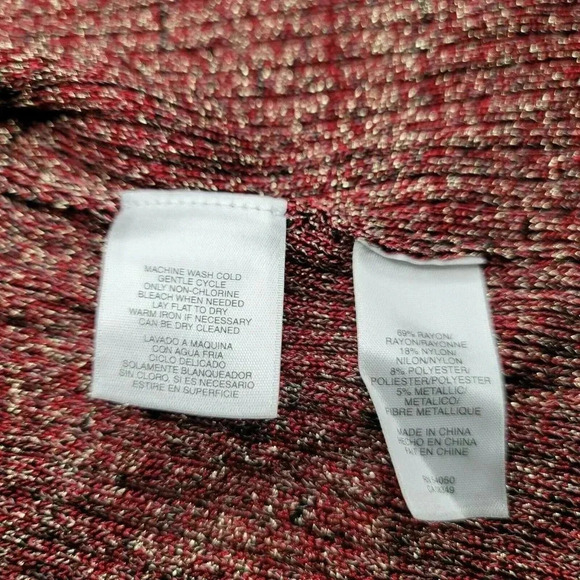 MACHINE WASH COLD
GENTLE CYCLE
ONLY NON-CHLORINE
BLEACH WHEN NEEDED
LAY FLAT TO DRY
WARM IRON IF NECESSARY
CAN BE DRY CLEANED
LAVADO A MAQUINA
CON AGUA FRIA
CICLO DELICADO
SOLAMENTE BLANQUEADOR
SIN CLORO, SI ES NECESARIO
ESTIRE EN SUPERFICIE
69% RAYON/
RAYON/RAYONNE
18% NYLON/
NILON/NYLON
8% POLYESTER/
POLIESTER/POLYESTER
5% METALLIC/
METALICO/
FIBRE METALLIQUE
MADE IN CHINA
HECHO EN CHINA
FAIT EN CHINE